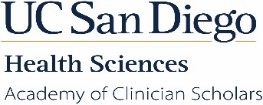 UC San Diego
Health Sciences
Academy of Clinician Scholars